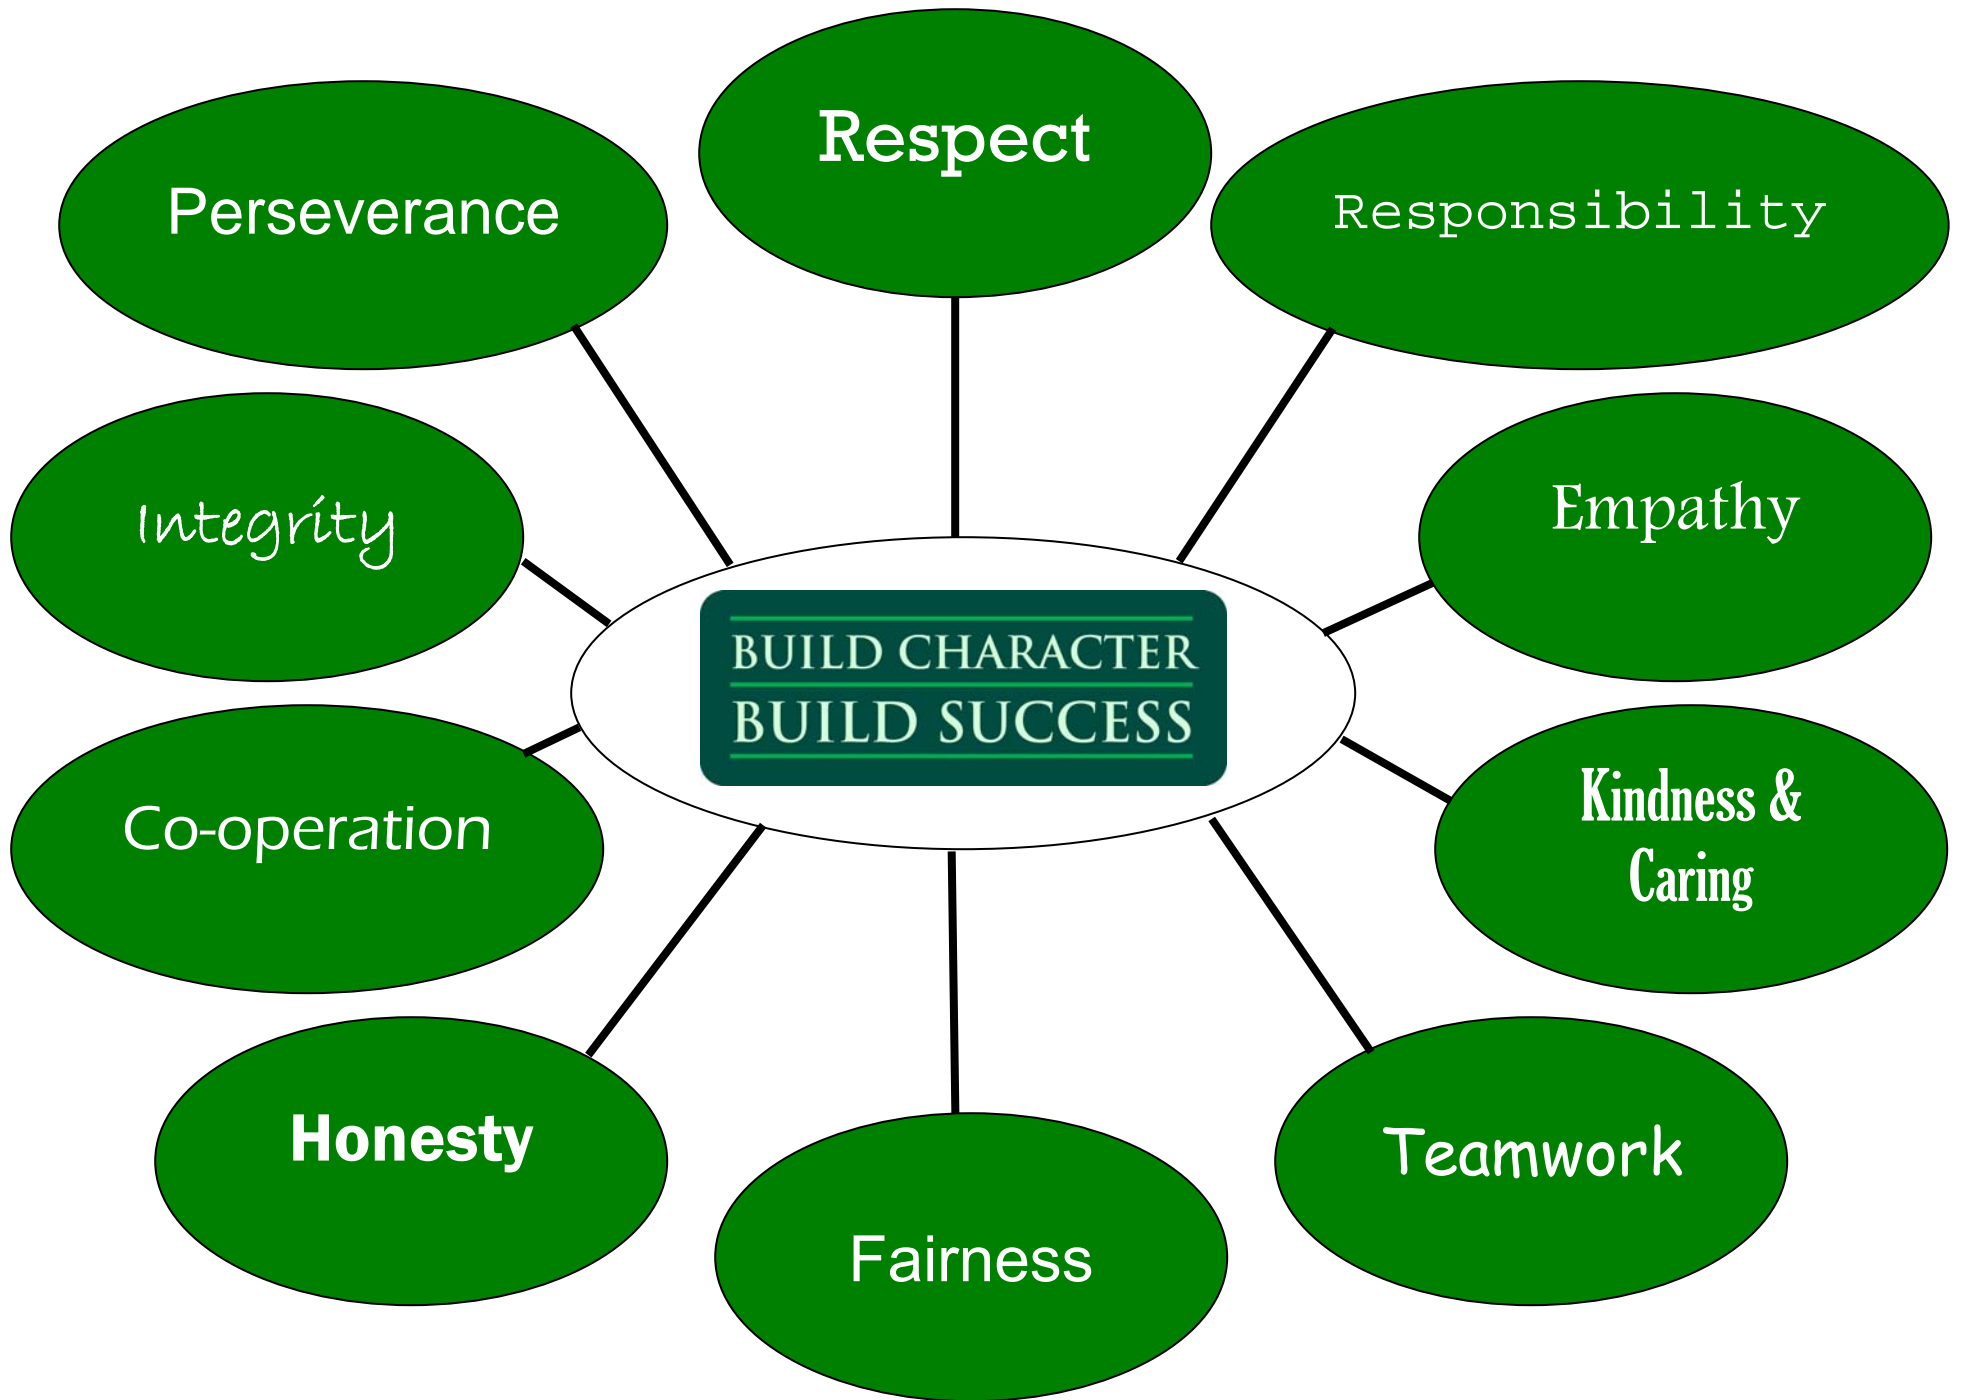 Respect
Perseverance
Responsibility
Integrity
Empathy
BUILD CHARACTER
BUILD SUCCESS
Co-operation
Kindness &
Caring
Honesty
Teamwork
Fairness